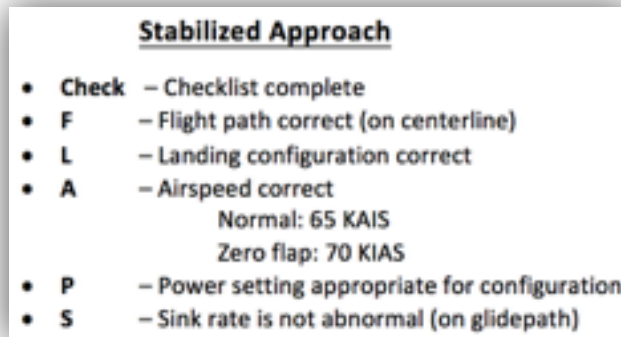 Stabilized Approach
• Check – Checklist complete
• F – Flight path correct (on centerline)
• L – Landing configuration correct
• A – Airspeed correct
Normal: 65 KAIS
Zero flap: 70 KIAS
• P – Power setting appropriate for configuration
• S – Sink rate is not abnormal (on glidepath)